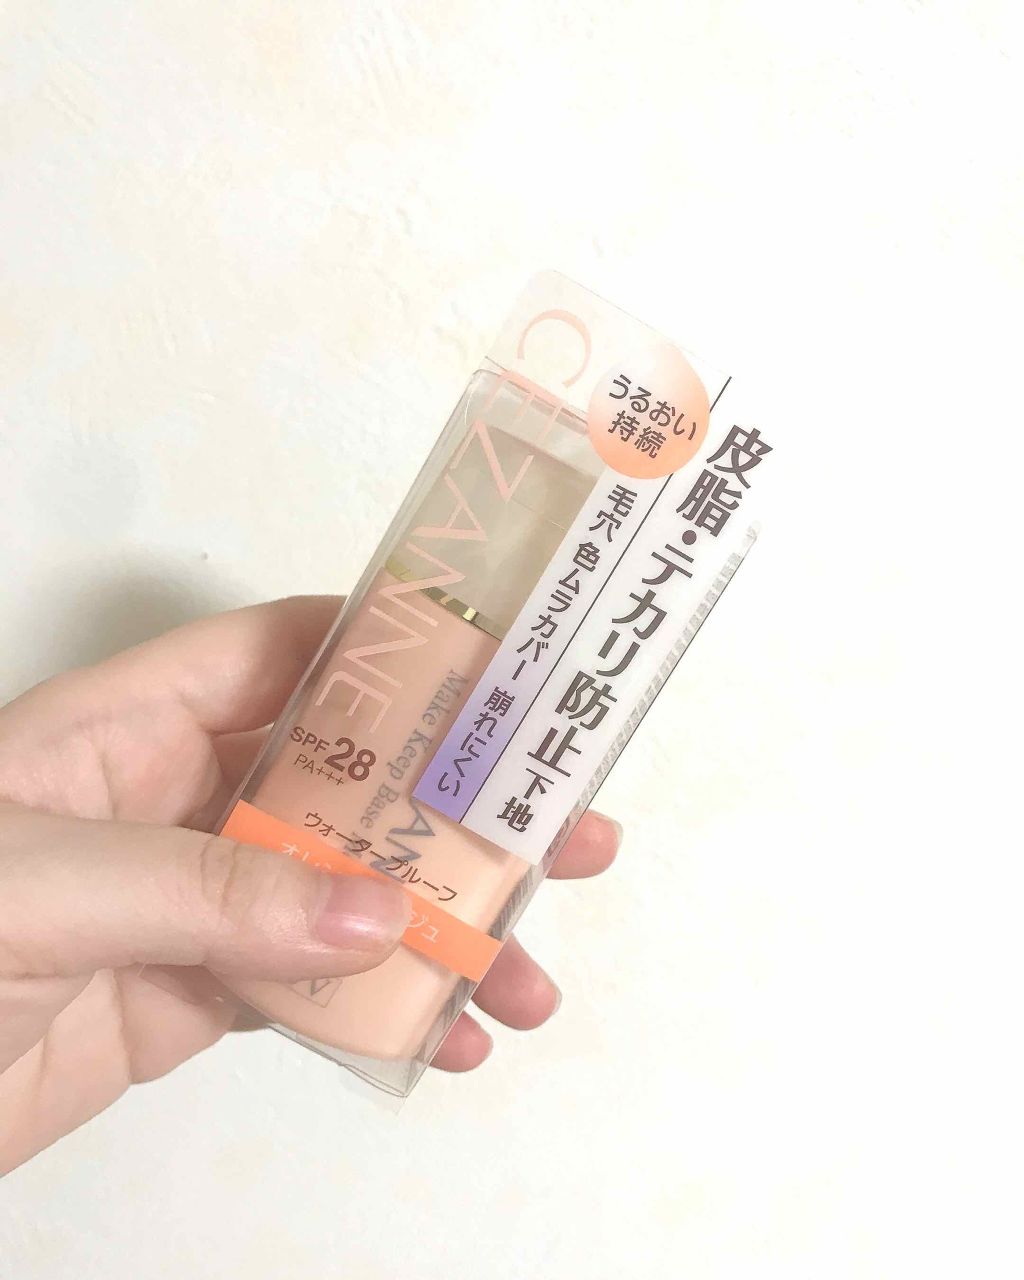 CEZANNE
うるおい
持続
皮脂・テカリ防止下地
毛穴 色ムラカバー 崩れにくい
Make Keep Base
SPF 28
PA+++
ウォータープルーフ